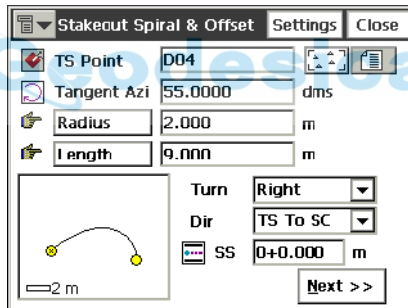 Stakeout Spiral & Offset Settings Close
TS Point D04
Tangent Azi 55.0000 dms
Radius 2.000 m
Length 9.000 m
Turn Right
Dir TS To SC
SS 0+0.000 m
2 m
Next >>
Geodesical